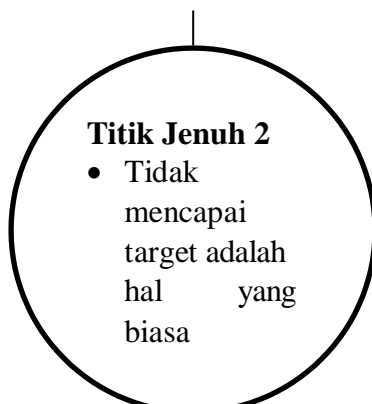 Titik Jenuh 2
• Tidak
mencapai
target adalah
hal yang
biasa